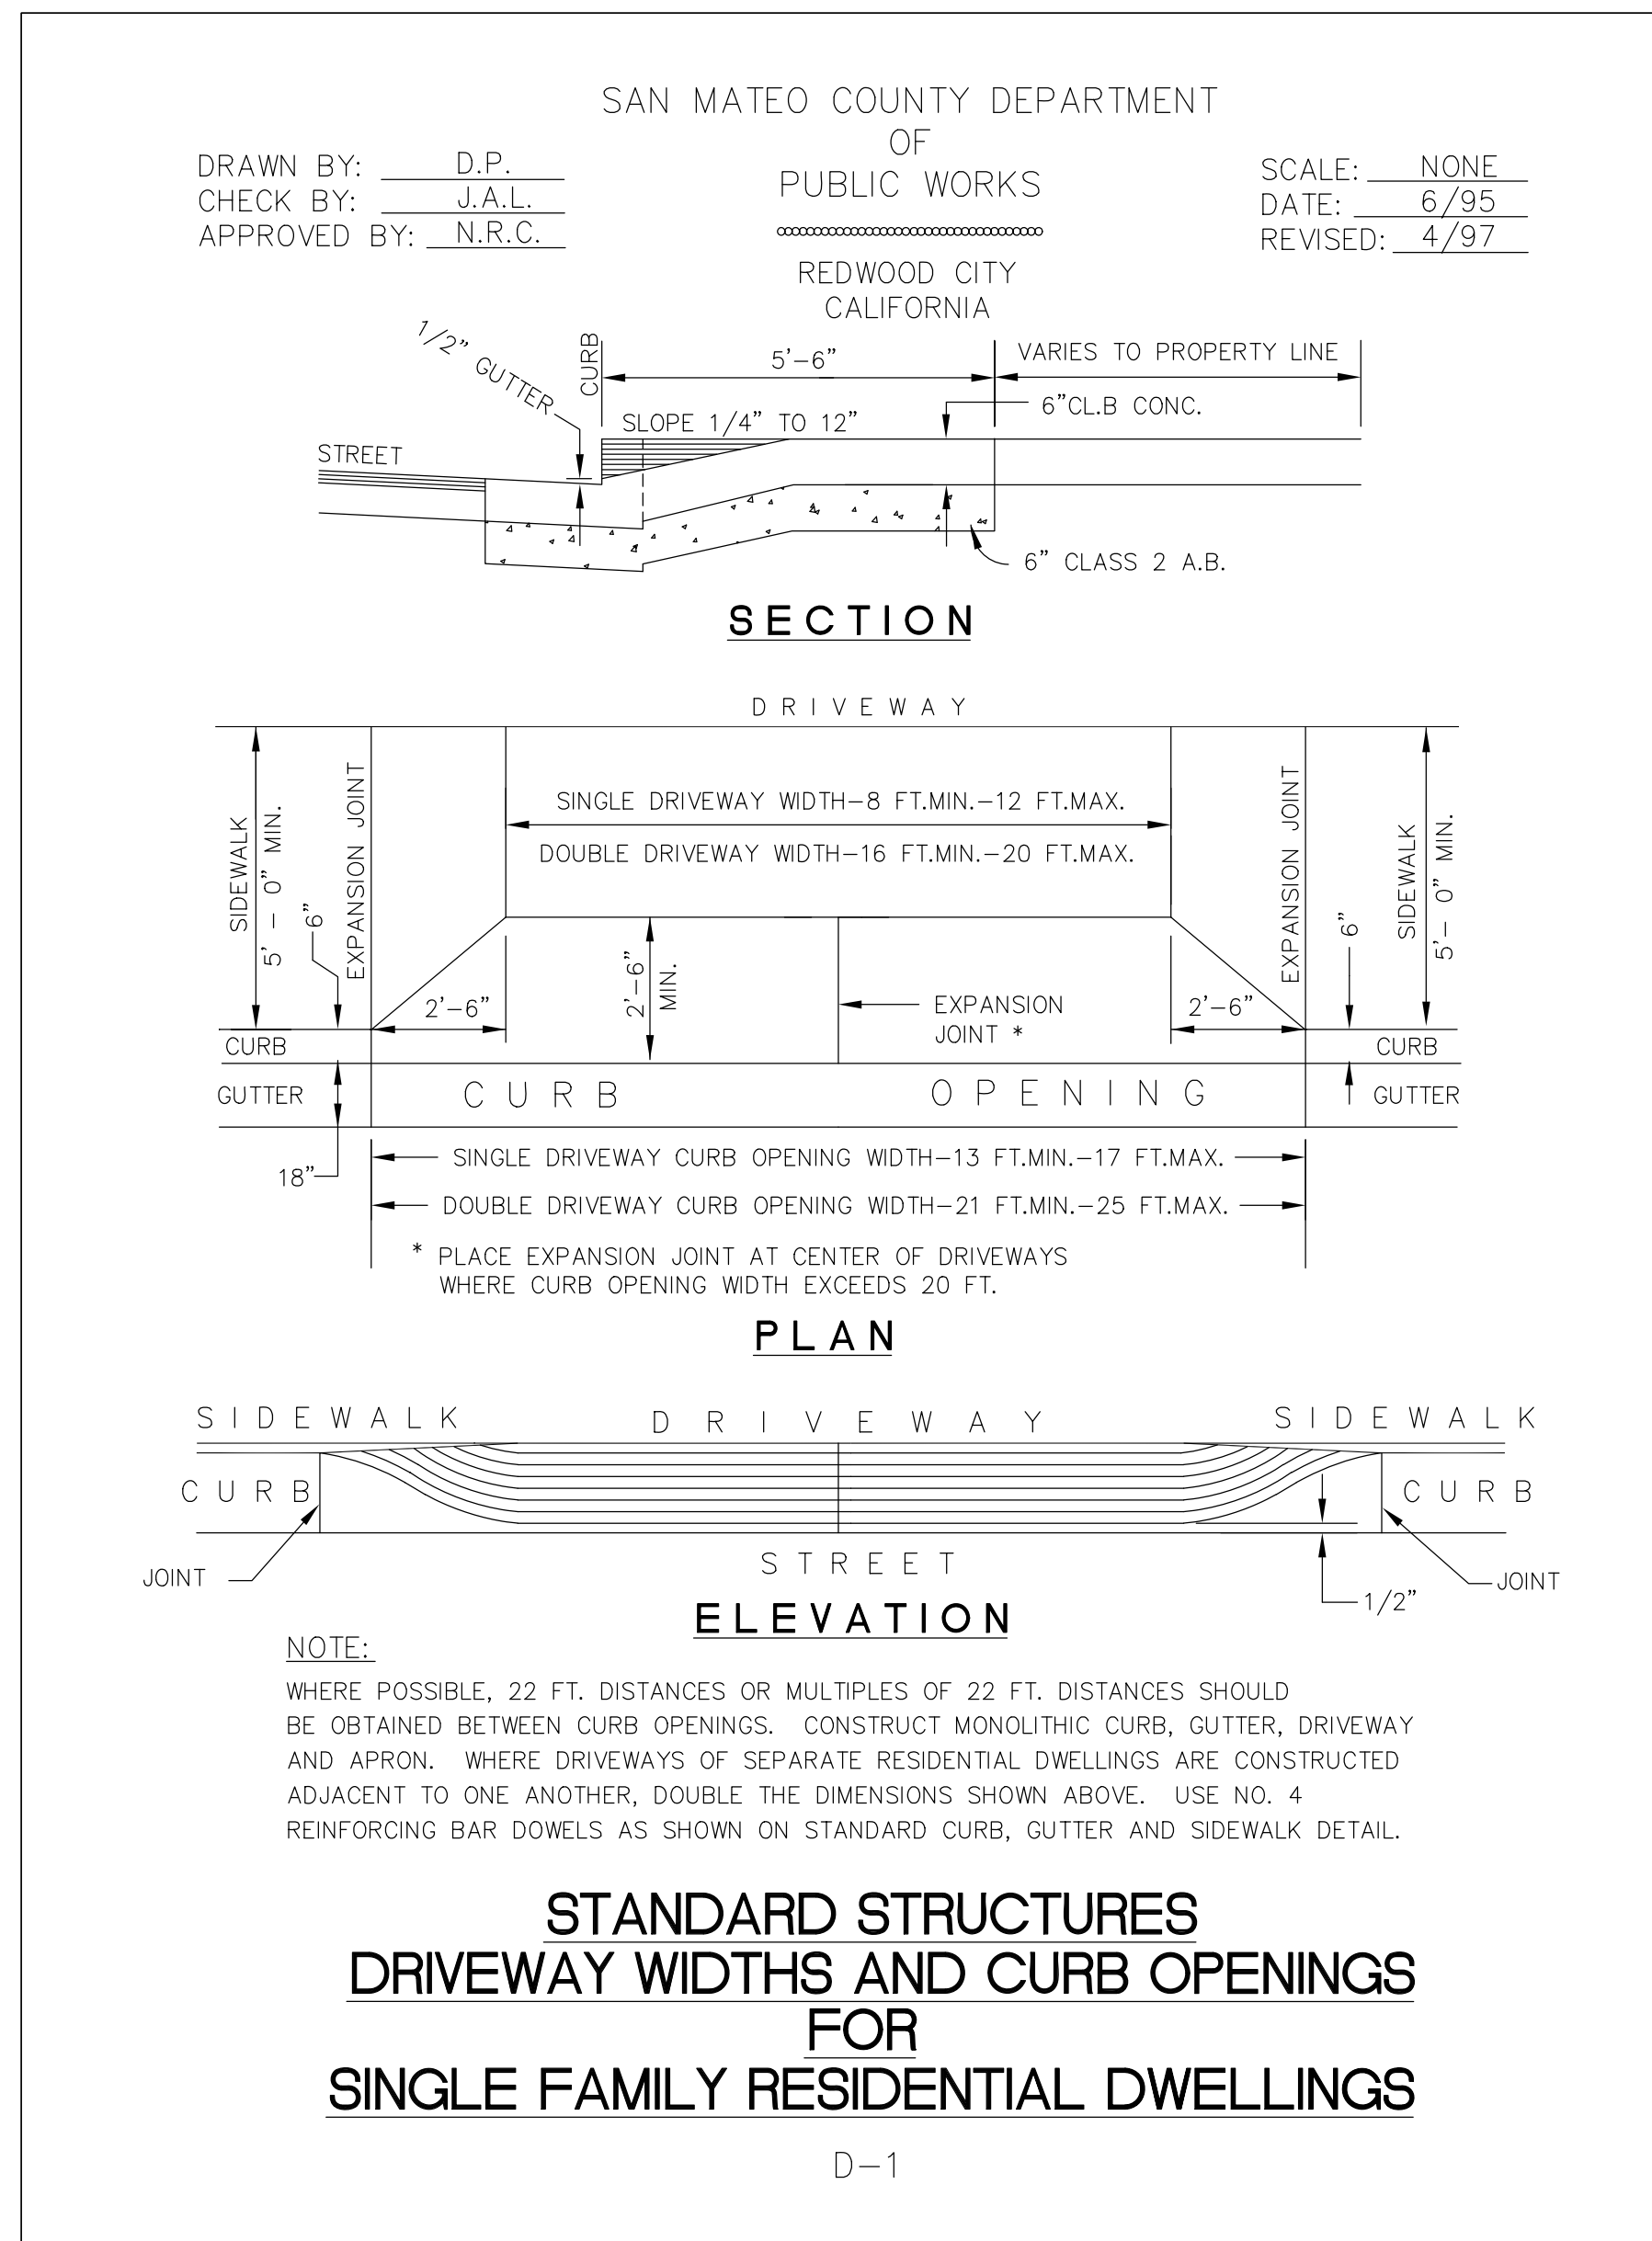 SAN MATEO COUNTY DEPARTMENT
OF
PUBLIC WORKS
REDWOOD CITY
CALIFORNIA
DRAWN BY: D.P.
CHECK BY: J.A.L.
APPROVED BY: N.R.C.
SCALE: NONE
DATE: 6/95
REVISED: 4/97
1/2" GUTTER
CURB
5'-6"
VARIES TO PROPERTY LINE
6"CL.B CONC.
SLOPE 1/4" TO 12"
STREET
6" CLASS 2 A.B.
SECTION
DRIVEWAY
SIDEWALK
5' - 0" MIN.
6"
EXPANSION JOINT
SINGLE DRIVEWAY WIDTH-8 FT.MIN.-12 FT.MAX.
DOUBLE DRIVEWAY WIDTH-16 FT.MIN.-20 FT.MAX.
EXPANSION JOINT
6"
SIDEWALK
5'- 0" MIN.
2'-6"
2'-6"
MIN.
EXPANSION
JOINT *
2'-6"
CURB
CURB
GUTTER
CURB OPENING
GUTTER
18"
SINGLE DRIVEWAY CURB OPENING WIDTH-13 FT.MIN.-17 FT.MAX.
DOUBLE DRIVEWAY CURB OPENING WIDTH-21 FT.MIN.-25 FT.MAX.
* PLACE EXPANSION JOINT AT CENTER OF DRIVEWAYS
WHERE CURB OPENING WIDTH EXCEEDS 20 FT.
PLAN
SIDEWALK
DRIVEWAY
SIDEWALK
CURB
CURB
STREET
JOINT
JOINT
1/2"
ELEVATION
NOTE:
WHERE POSSIBLE, 22 FT. DISTANCES OR MULTIPLES OF 22 FT. DISTANCES SHOULD
BE OBTAINED BETWEEN CURB OPENINGS. CONSTRUCT MONOLITHIC CURB, GUTTER, DRIVEWAY
AND APRON. WHERE DRIVEWAYS OF SEPARATE RESIDENTIAL DWELLINGS ARE CONSTRUCTED
ADJACENT TO ONE ANOTHER, DOUBLE THE DIMENSIONS SHOWN ABOVE. USE NO. 4
REINFORCING BAR DOWELS AS SHOWN ON STANDARD CURB, GUTTER AND SIDEWALK DETAIL.
STANDARD STRUCTURES
DRIVEWAY WIDTHS AND CURB OPENINGS
FOR
SINGLE FAMILY RESIDENTIAL DWELLINGS
D-1